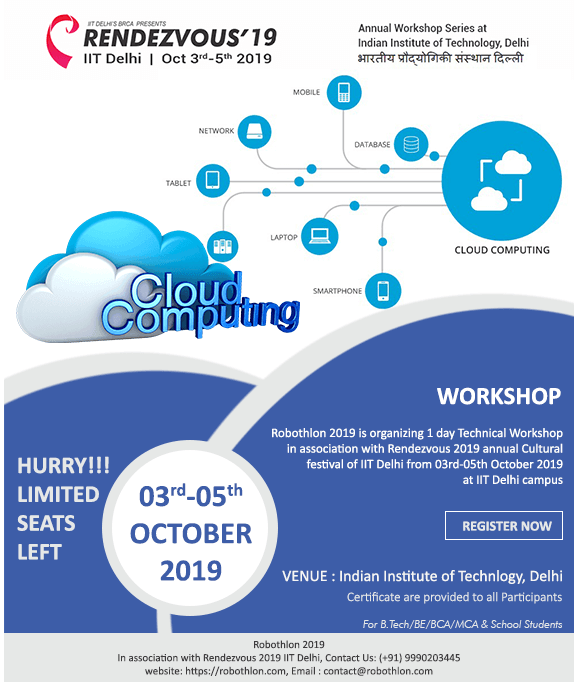 IIT DELHI'S BRCA PRESENTS
RENDEZVOUS'19
IIT Delhi | Oct 3rd-5th 2019
Annual Workshop Series at
Indian Institute of Technology, Delhi
भारतीय प्रौद्योगिकी संस्थान दिल्ली
MOBILE
NETWORK
DATABASE
TABLET
LAPTOP
CLOUD COMPUTING
SMARTPHONE
Cloud
Computing
WORKSHOP
Robothlon 2019 is organizing 1 day Technical Workshop
in association with Rendezvous 2019 annual Cultural
festival of IIT Delhi from 03rd-05th October 2019
at IIT Delhi campus
HURRY!!!
LIMITED
SEATS
LEFT
03rd-05th
OCTOBER
2019
REGISTER NOW
VENUE : Indian Institute of Technlogy, Delhi
Certificate are provided to all Participants
For B.Tech/BE/BCA/MCA & School Students
Robothlon 2019
In association with Rendezvous 2019 IIT Delhi, Contact Us: (+91) 9990203445
website: https://robothlon.com, Email : contact@robothlon.com